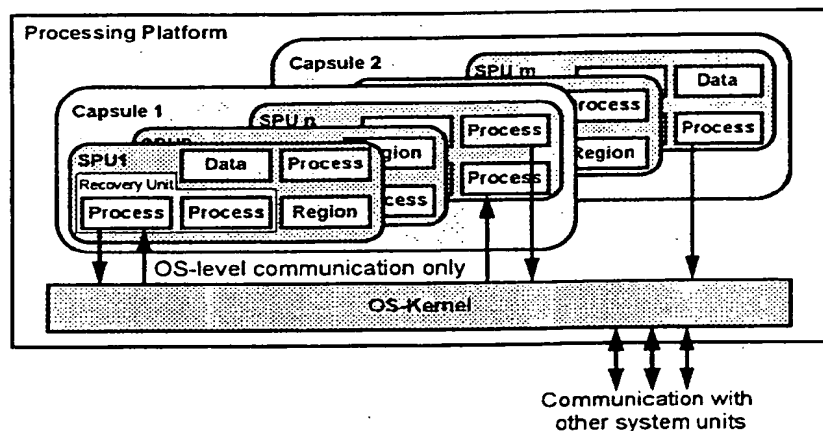 Processing Platform
Capsule 2
SPU m
Data
Process
Process
Region
Capsule 1
SPU n
Process
Process
Region
Process
SPU1
Data
Process
Recovery Unit
Process
Process
Region
OS-level communication only
OS-Kernel
Communication with
other system units